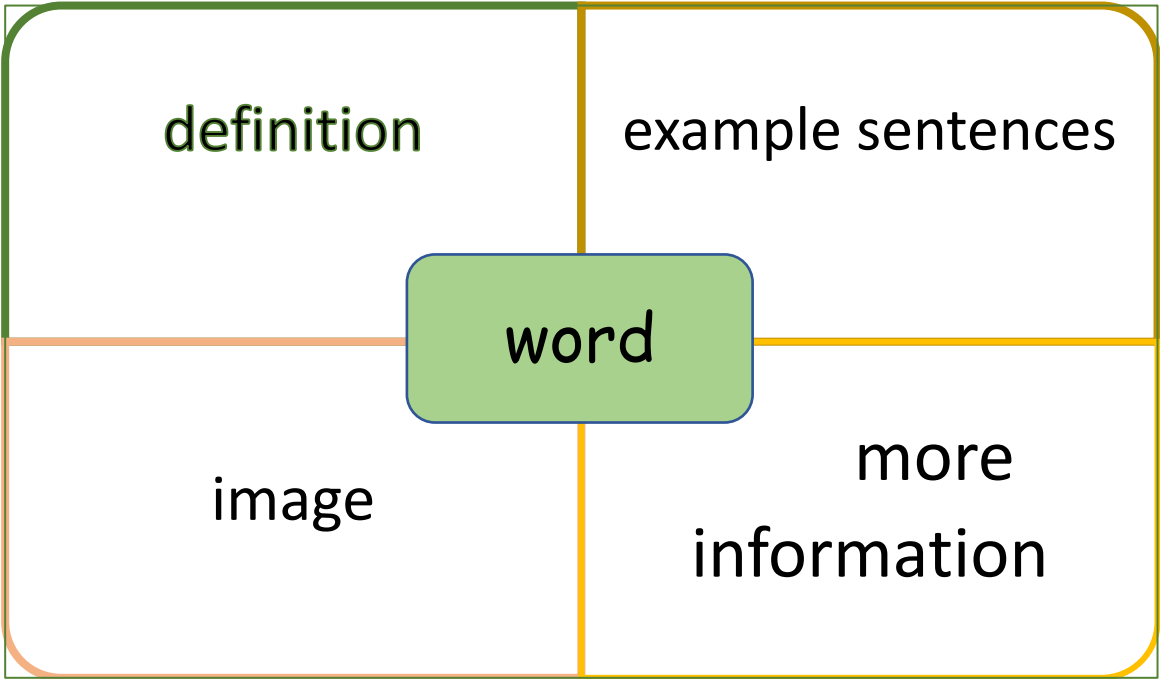 definition
example sentences
word
image
more
information